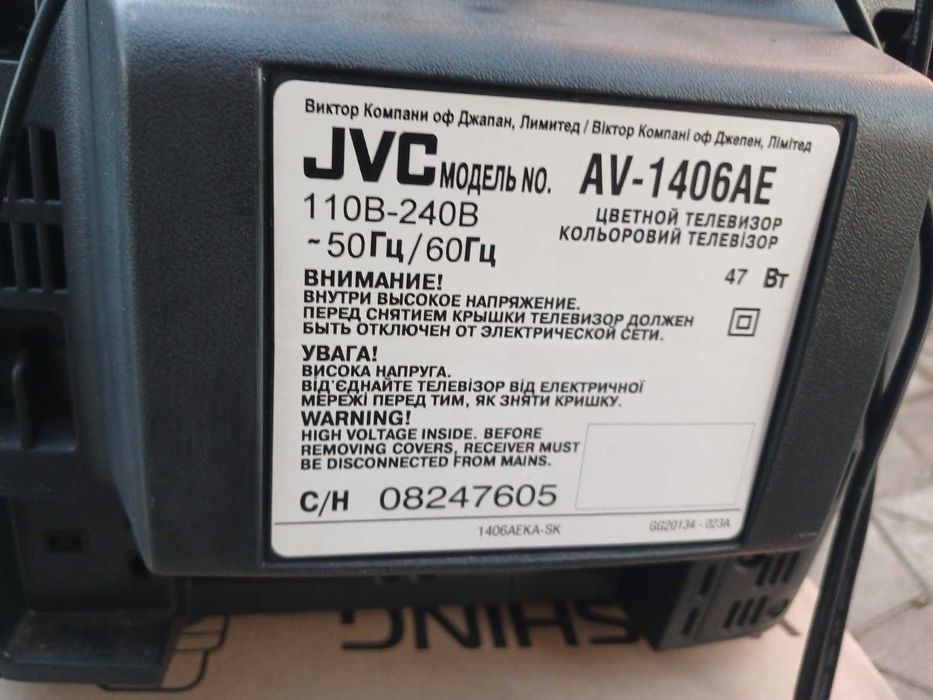 Виктор Компани оф Джапан, Лимитед / Віктор Компані оф Джепен, Лімітед
JVC МОДЕЛЬ NO. AV-1406AE
110В-240В
~50Гц/60Гц
ЦВЕТНОЙ ТЕЛЕВИЗОР
КОЛЬОРОВИЙ ТЕЛЕВІЗОР
47 Вт
ВНИМАНИЕ!
ВНУТРИ ВЫСОКОЕ НАПРЯЖЕНИЕ.
ПЕРЕД СНЯТИЕМ КРЫШКИ ТЕЛЕВИЗОР ДОЛЖЕН
БЫТЬ ОТКЛЮЧЕН ОТ ЭЛЕКТРИЧЕСКОЙ СЕТИ.
УВАГА!
ВИСОКА НАПРУГА.
ВІД'ЄДНАЙТЕ ТЕЛЕВІЗОР ВІД ЕЛЕКТРИЧНОЇ
МЕРЕЖІ ПЕРЕД ТИМ, ЯК ЗНЯТИ КРИШКУ.
WARNING!
HIGH VOLTAGE INSIDE. BEFORE
REMOVING COVERS, RECEIVER MUST
BE DISCONNECTED FROM MAINS.
С/Н 08247605
1406AEKA-SK
GG20134 - 023A